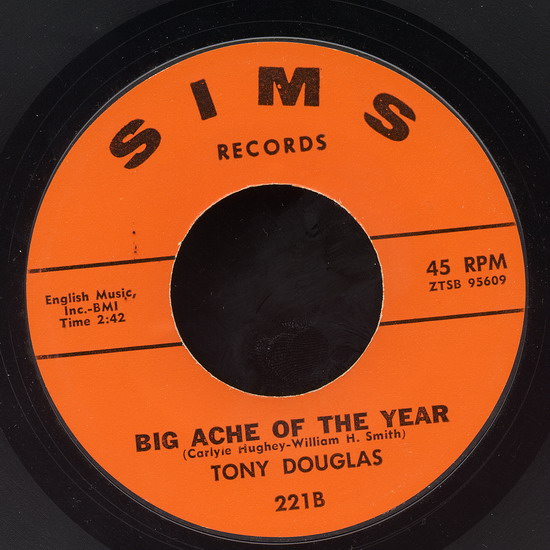 SIMS
RECORDS
English Music,
Inc.-BMI
Time 2:42
45 RPM
ZTSB 95609
BIG ACHE OF THE YEAR
(Carlyle Hughey-William H. Smith)
TONY DOUGLAS
221B